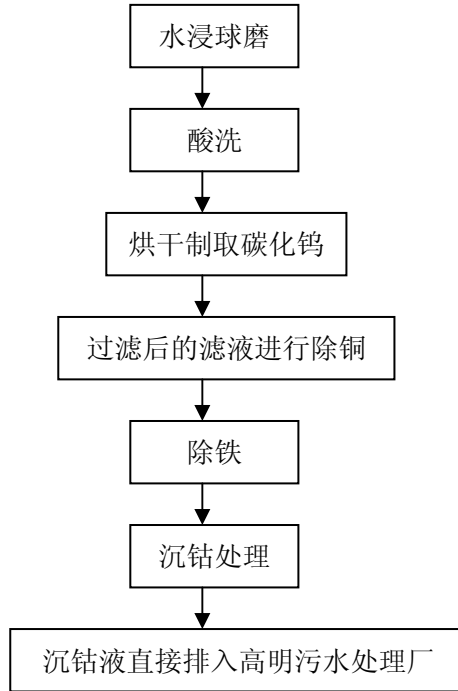 水浸球磨
酸洗
烘干制取碳化钨
过滤后的滤液进行除铜
除铁
沉钴处理
沉钴液直接排入高明污水处理厂